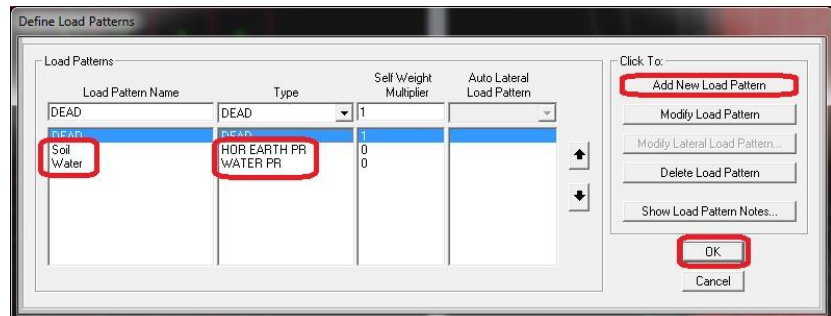 Define Load Patterns
Load Patterns
Load Pattern Name
Type
Self Weight
Multiplier
Auto Lateral
Load Pattern
DEAD
DEAD
1
DEAD
DEAD
1
Soil
HOR EARTH PR
0
Water
WATER PR
0
Click To:
Add New Load Pattern
Modify Load Pattern
Modify Lateral Load Pattern...
Delete Load Pattern
Show Load Pattern Notes...
OK
Cancel